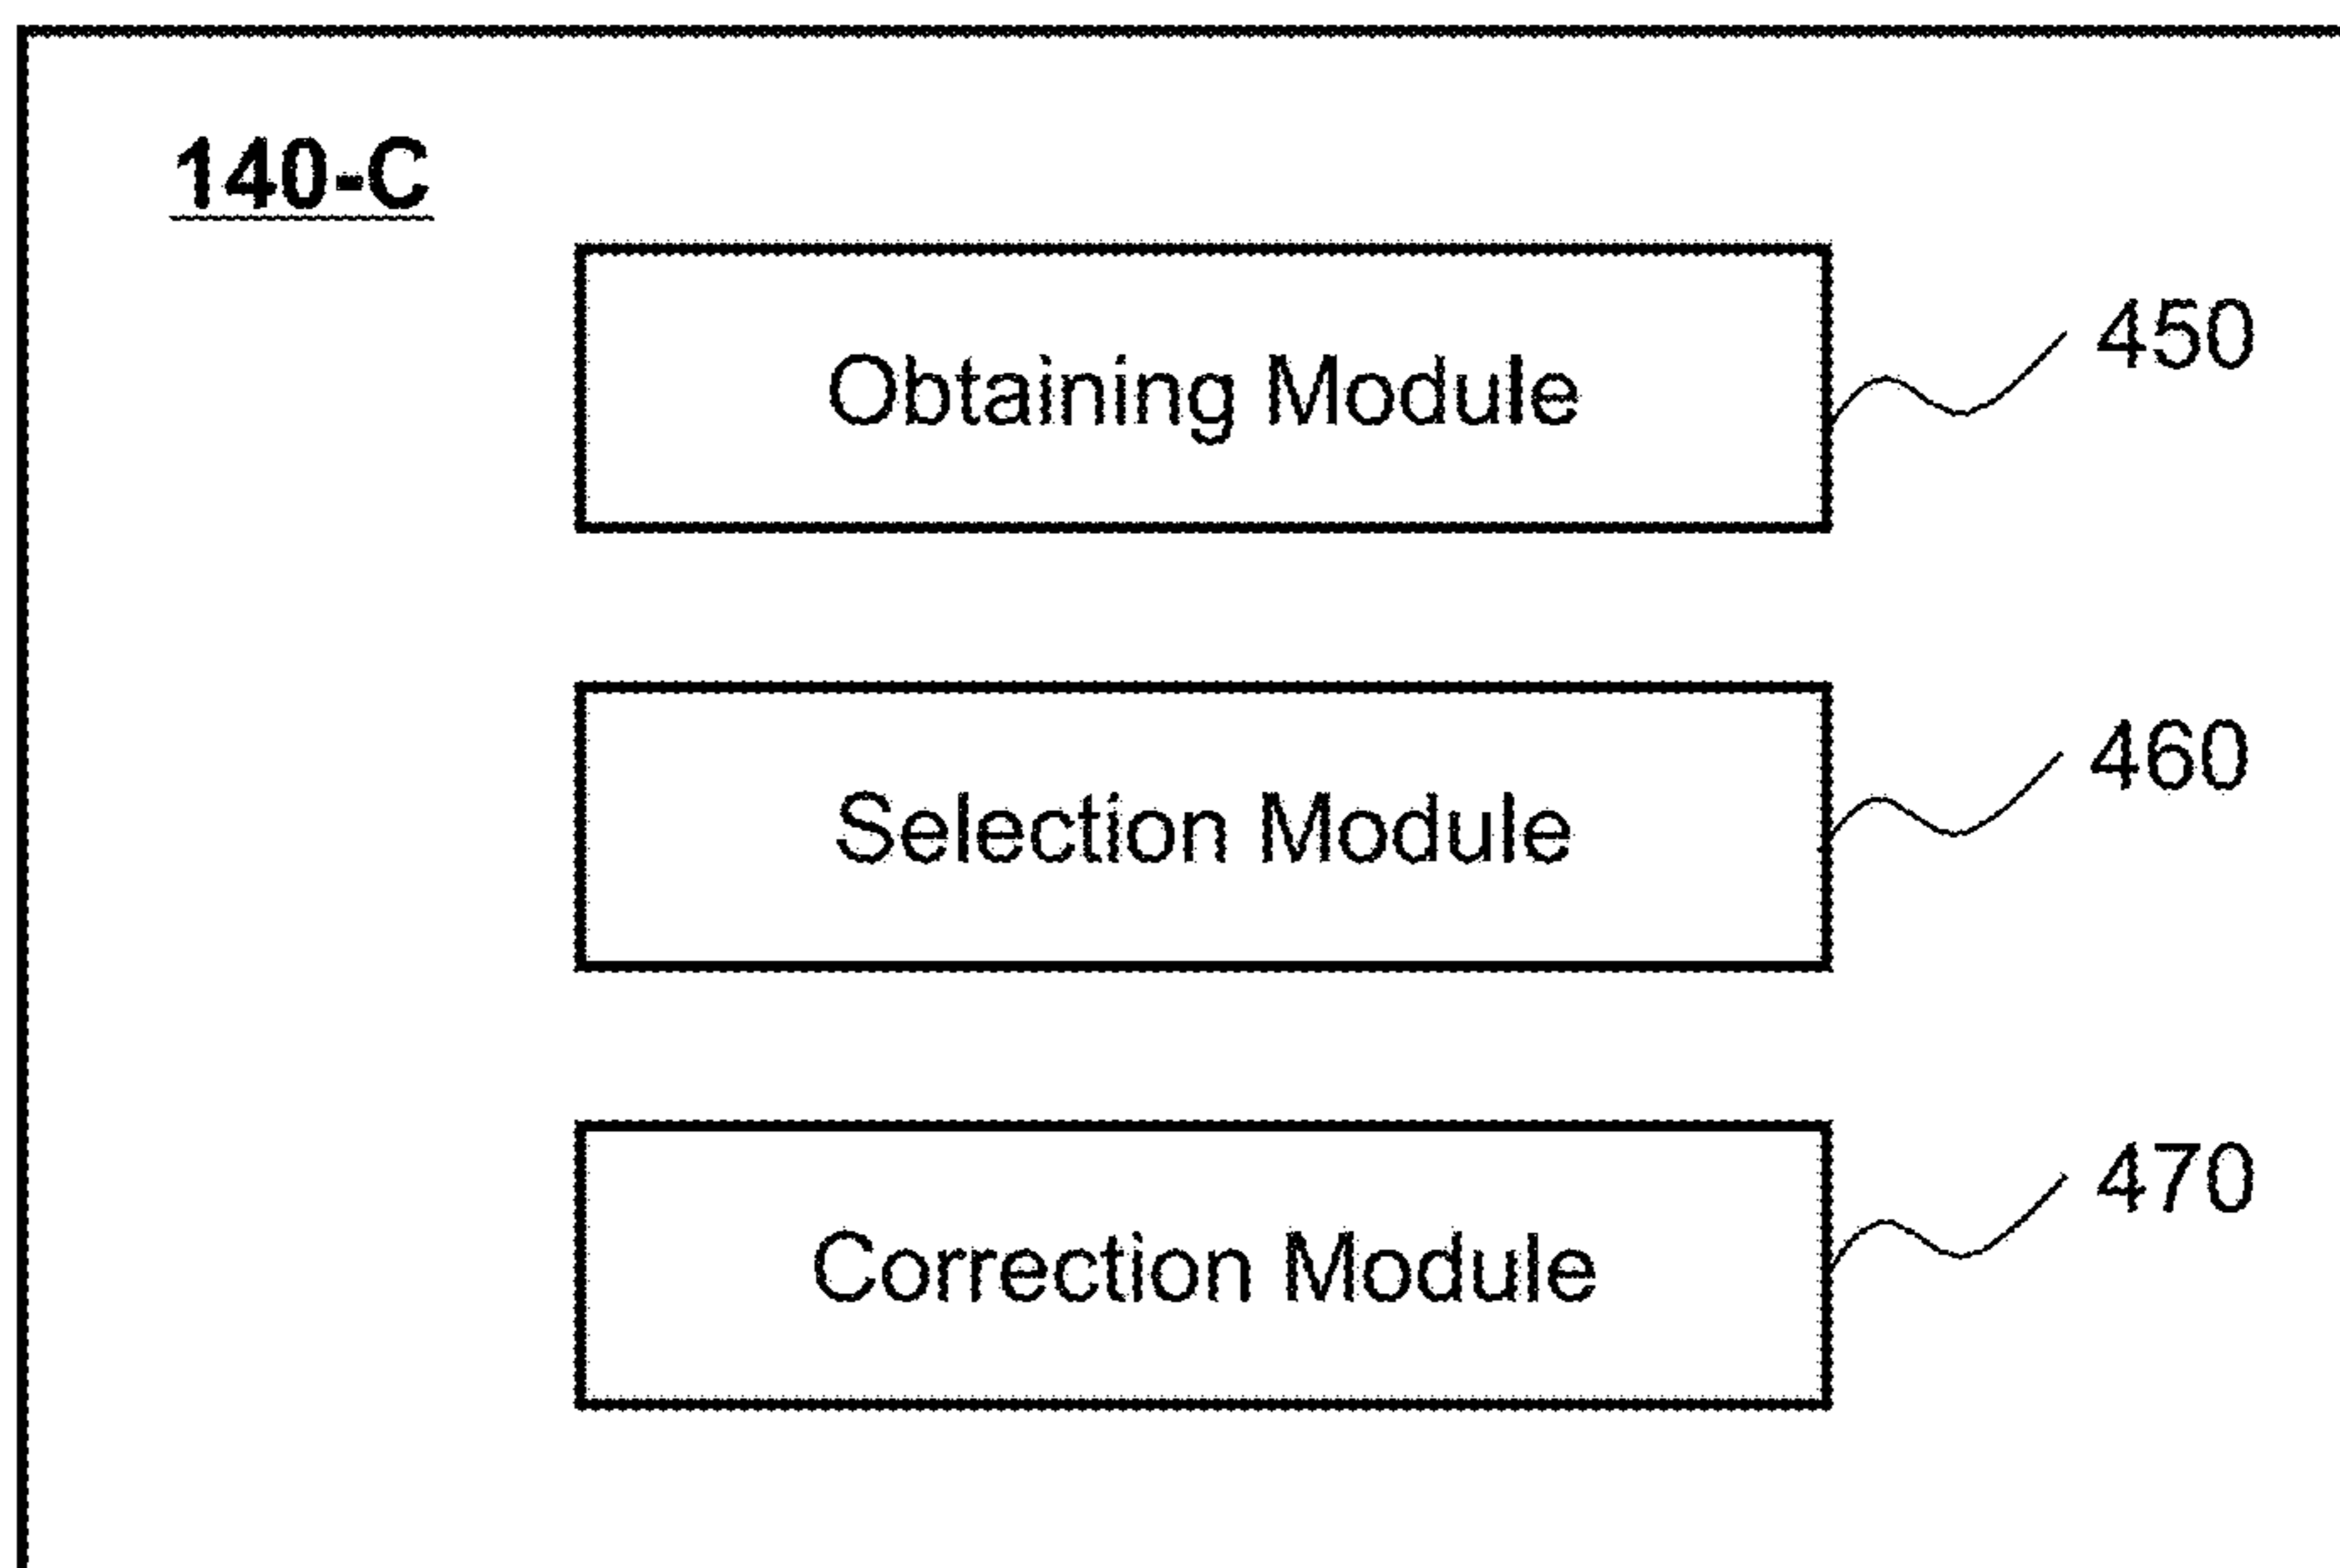 140-C
Obtaining Module
450
Selection Module
460
Correction Module
470